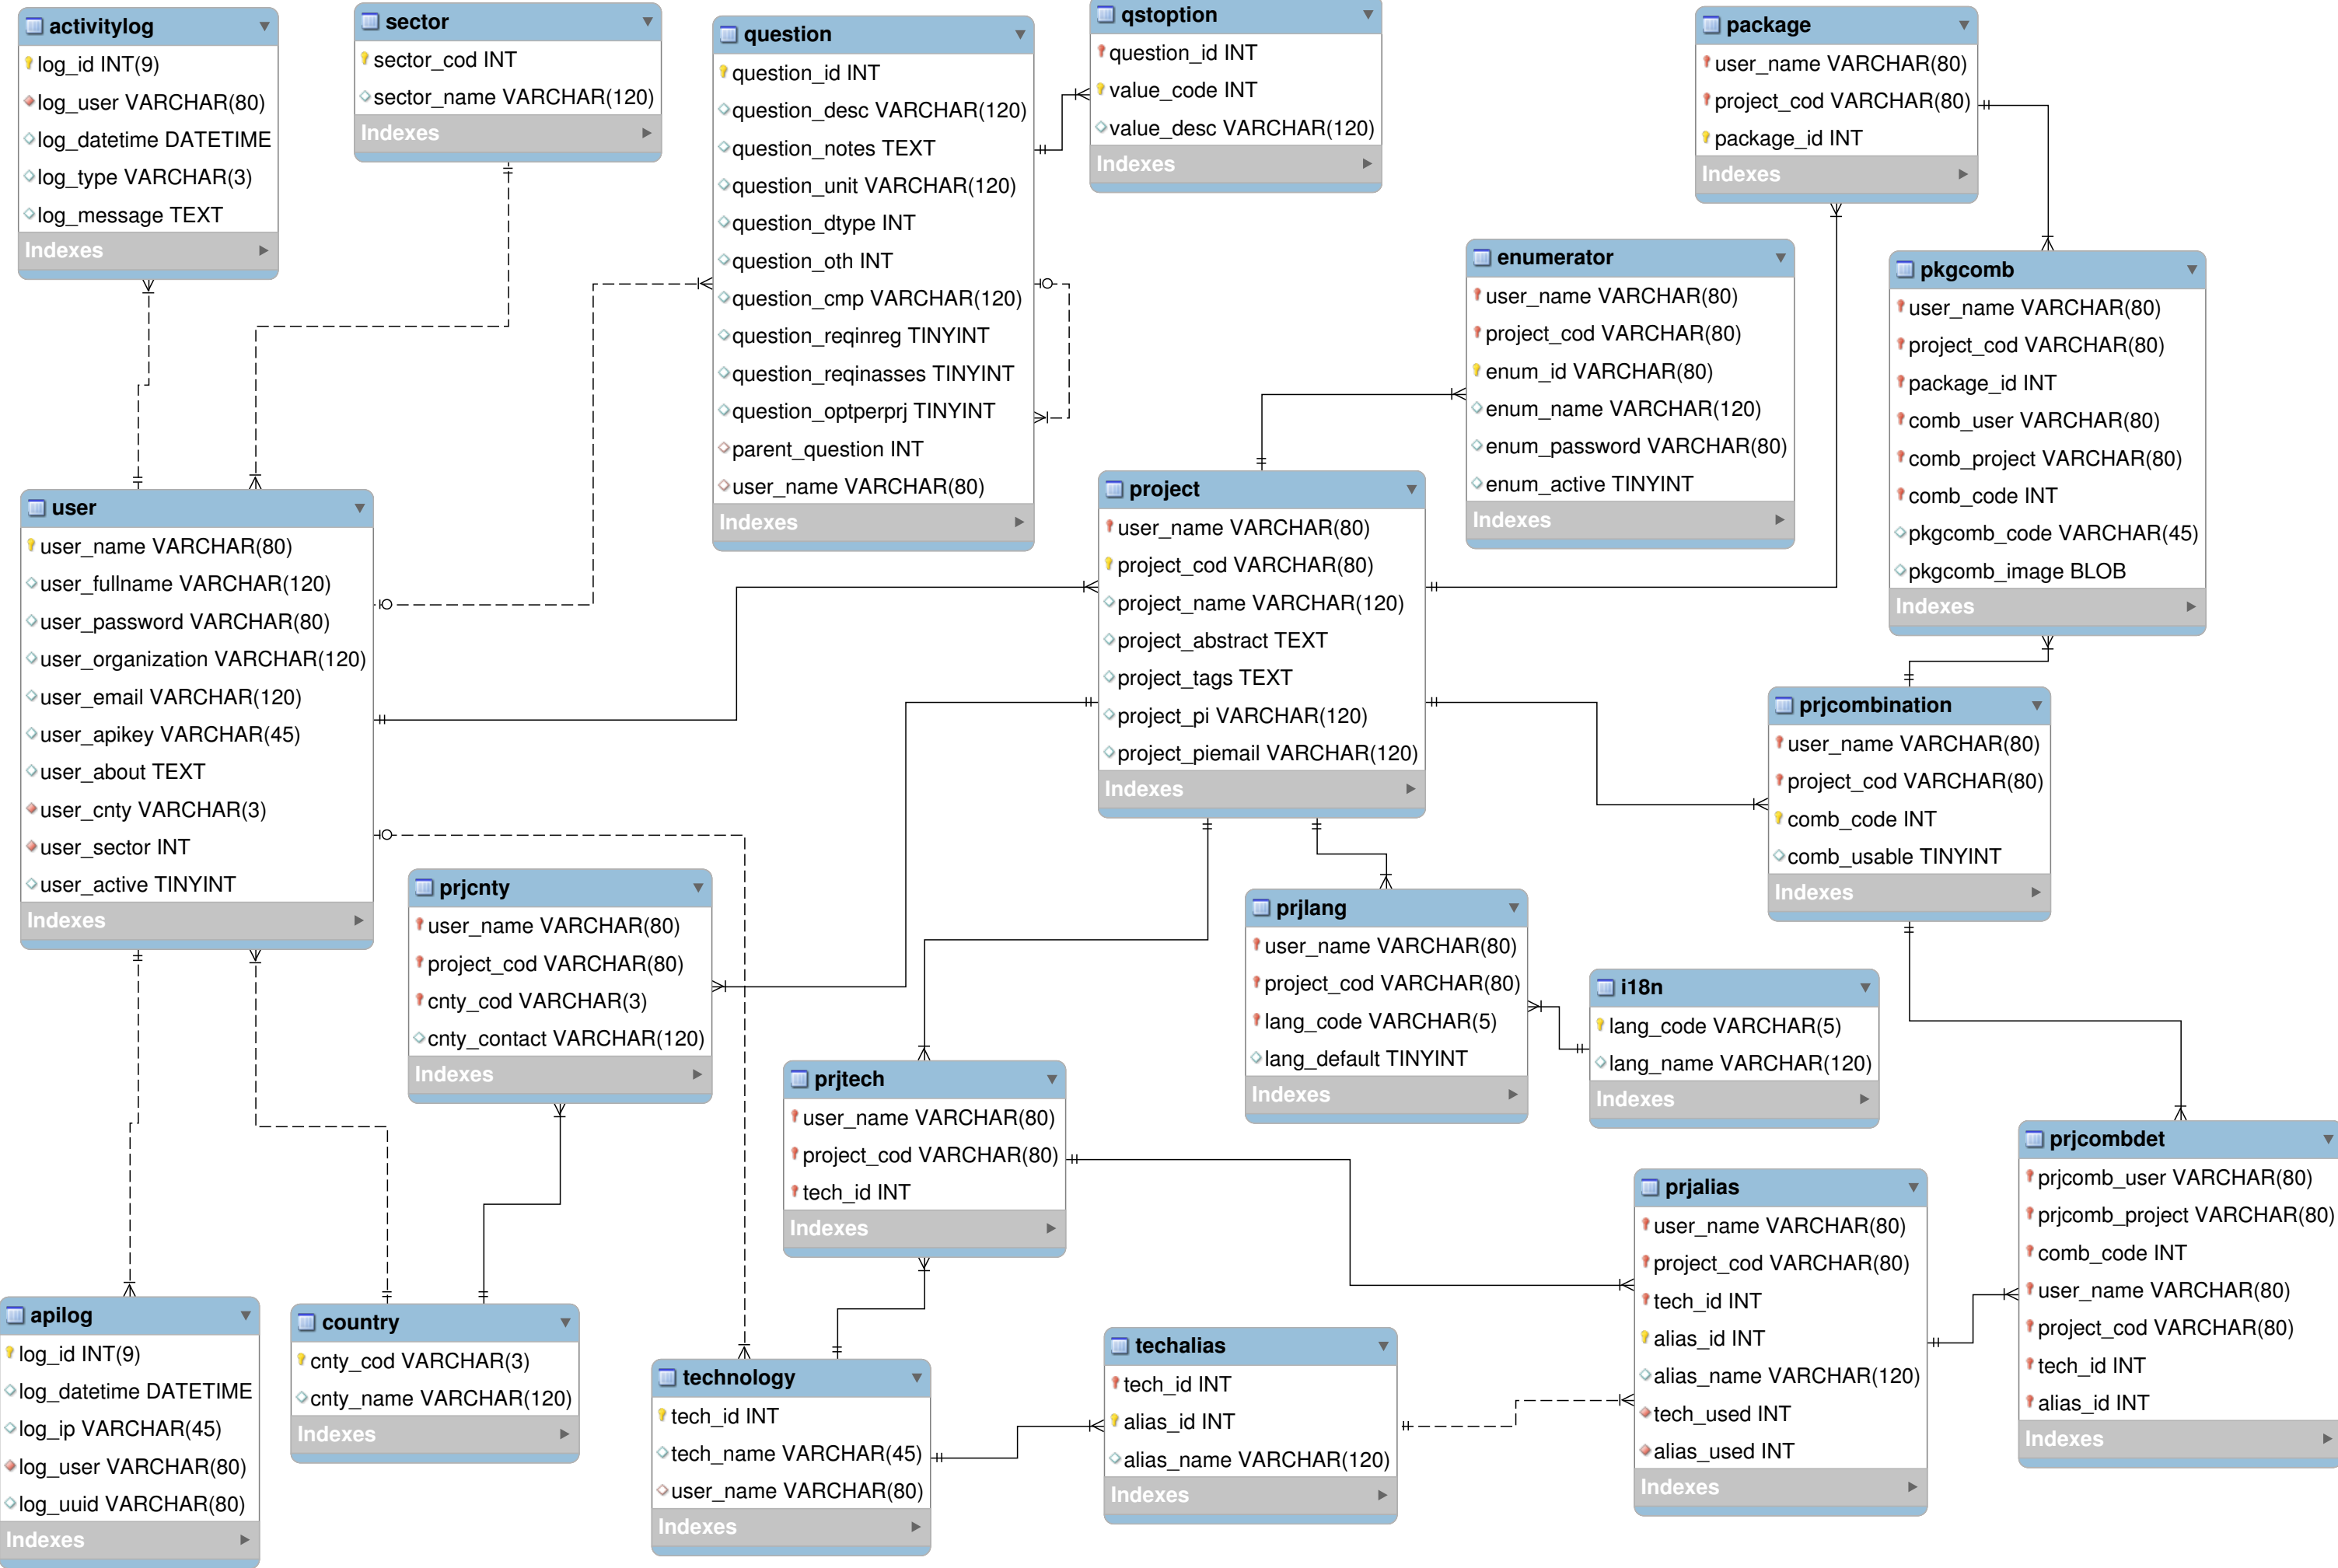 activitylog
log_id INT(9)
log_user VARCHAR(80)
log_datetime DATETIME
log_type VARCHAR(3)
log_message TEXT
Indexes
sector
sector_cod INT
sector_name VARCHAR(120)
Indexes
question
question_id INT
question_desc VARCHAR(120)
question_notes TEXT
question_unit VARCHAR(120)
question_dtype INT
question_oth INT
question_cmp VARCHAR(120)
question_reqinreg TINYINT
question_reqinasses TINYINT
question_optperprj TINYINT
parent_question INT
user_name VARCHAR(80)
Indexes
qstoption
question_id INT
value_code INT
value_desc VARCHAR(120)
Indexes
package
user_name VARCHAR(80)
project_cod VARCHAR(80)
package_id INT
Indexes
enumerator
user_name VARCHAR(80)
project_cod VARCHAR(80)
enum_id VARCHAR(80)
enum_name VARCHAR(120)
enum_password VARCHAR(80)
enum_active TINYINT
Indexes
pkgcomb
user_name VARCHAR(80)
project_cod VARCHAR(80)
package_id INT
comb_user VARCHAR(80)
comb_project VARCHAR(80)
comb_code INT
pkgcomb_code VARCHAR(45)
pkgcomb_image BLOB
Indexes
user
user_name VARCHAR(80)
user_fullname VARCHAR(120)
user_password VARCHAR(80)
user_organization VARCHAR(120)
user_email VARCHAR(120)
user_apikey VARCHAR(45)
user_about TEXT
user_cnty VARCHAR(3)
user_sector INT
user_active TINYINT
Indexes
project
user_name VARCHAR(80)
project_cod VARCHAR(80)
project_name VARCHAR(120)
project_abstract TEXT
project_tags TEXT
project_pi VARCHAR(120)
project_piemail VARCHAR(120)
Indexes
prjcombination
user_name VARCHAR(80)
project_cod VARCHAR(80)
comb_code INT
comb_usable TINYINT
Indexes
prjcnty
user_name VARCHAR(80)
project_cod VARCHAR(80)
cnty_cod VARCHAR(3)
cnty_contact VARCHAR(120)
Indexes
prjlang
user_name VARCHAR(80)
project_cod VARCHAR(80)
lang_code VARCHAR(5)
lang_default TINYINT
Indexes
i18n
lang_code VARCHAR(5)
lang_name VARCHAR(120)
Indexes
prjtech
user_name VARCHAR(80)
project_cod VARCHAR(80)
tech_id INT
Indexes
prjalias
user_name VARCHAR(80)
project_cod VARCHAR(80)
tech_id INT
alias_id INT
alias_name VARCHAR(120)
tech_used INT
alias_used INT
Indexes
prjcombdet
prjcomb_user VARCHAR(80)
prjcomb_project VARCHAR(80)
comb_code INT
user_name VARCHAR(80)
project_cod VARCHAR(80)
tech_id INT
alias_id INT
Indexes
apilog
log_id INT(9)
log_datetime DATETIME
log_ip VARCHAR(45)
log_user VARCHAR(80)
log_uuid VARCHAR(80)
Indexes
country
cnty_cod VARCHAR(3)
cnty_name VARCHAR(120)
Indexes
technology
tech_id INT
tech_name VARCHAR(45)
user_name VARCHAR(80)
Indexes
techalias
tech_id INT
alias_id INT
alias_name VARCHAR(120)
Indexes